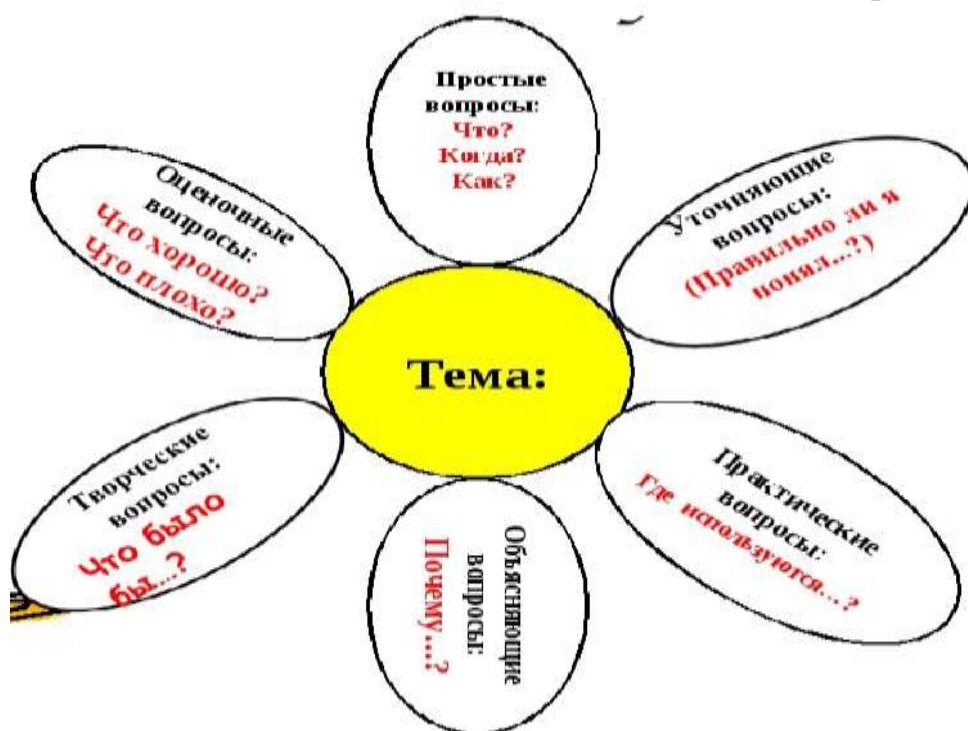 Простые
вопросы:
Что?
Когда?
Как?
Уточняющие
вопросы:
(Правильно ли я
понял...?)
Практические
вопросы:
Где используются...?
Объясняющие
вопросы:
Почему....?
Творческие
вопросы:
Что было
бы...?
Оценочные
вопросы:
Что хорошо?
Что плохо?
Тема: